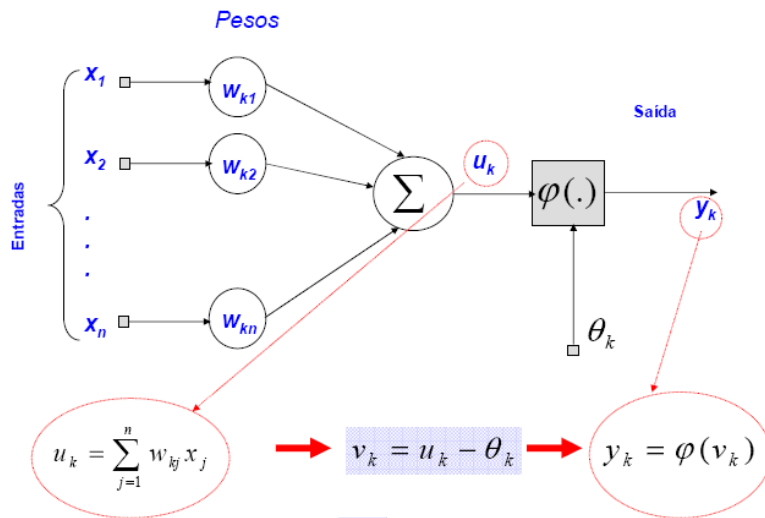 Pesos
Entradas
x1
wk1
x2
wk2
.
.
.
xn
wkn
∑
uk
φ(.)
Saída
yk
θk
uk = ∑_{j=1}^{n} wkj xj
vk = uk − θk
yk = φ(vk)